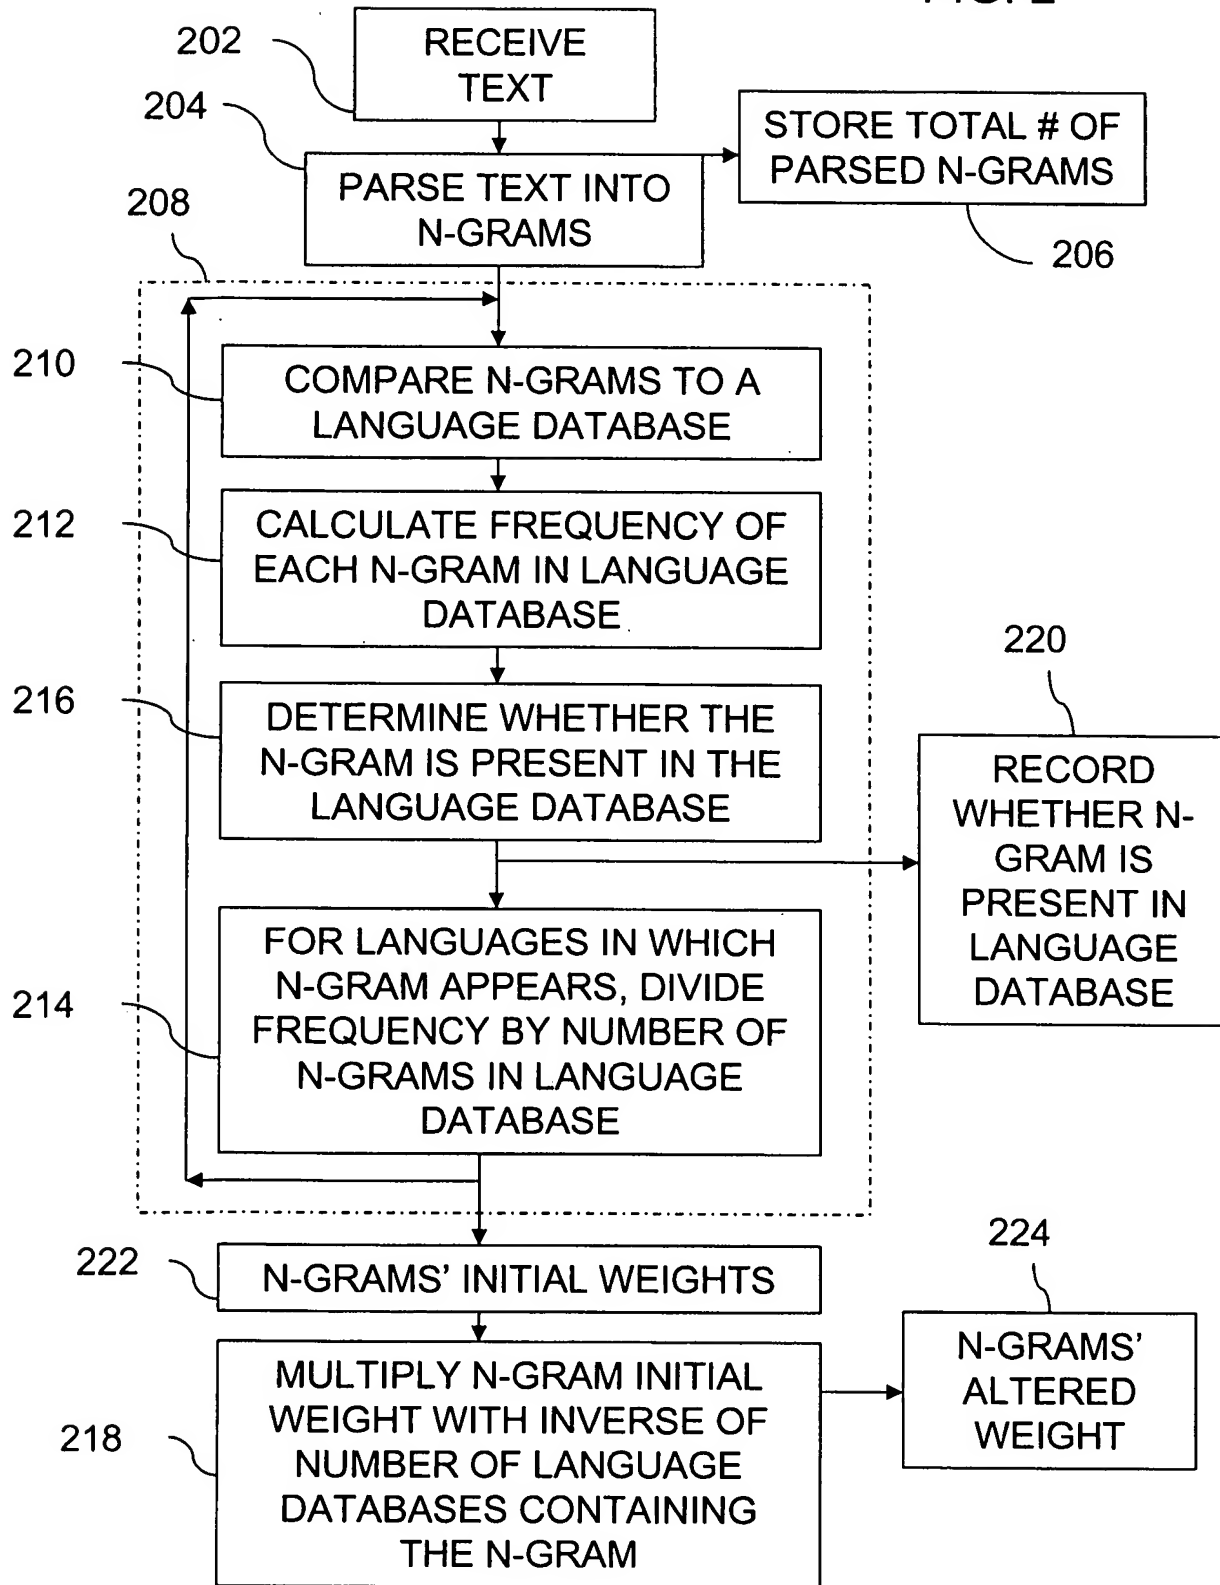 202
RECEIVE
TEXT
204
STORE TOTAL # OF
PARSED N-GRAMS
206
PARSE TEXT INTO
N-GRAMS
208
210
COMPARE N-GRAMS TO A
LANGUAGE DATABASE
212
CALCULATE FREQUENCY OF
EACH N-GRAM IN LANGUAGE
DATABASE
216
DETERMINE WHETHER THE
N-GRAM IS PRESENT IN THE
LANGUAGE DATABASE
220
RECORD
WHETHER N-
GRAM IS
PRESENT IN
LANGUAGE
DATABASE
214
FOR LANGUAGES IN WHICH
N-GRAM APPEARS, DIVIDE
FREQUENCY BY NUMBER OF
N-GRAMS IN LANGUAGE
DATABASE
222
N-GRAMS' INITIAL WEIGHTS
224
N-GRAMS'
ALTERED
WEIGHT
218
MULTIPLY N-GRAM INITIAL
WEIGHT WITH INVERSE OF
NUMBER OF LANGUAGE
DATABASES CONTAINING
THE N-GRAM